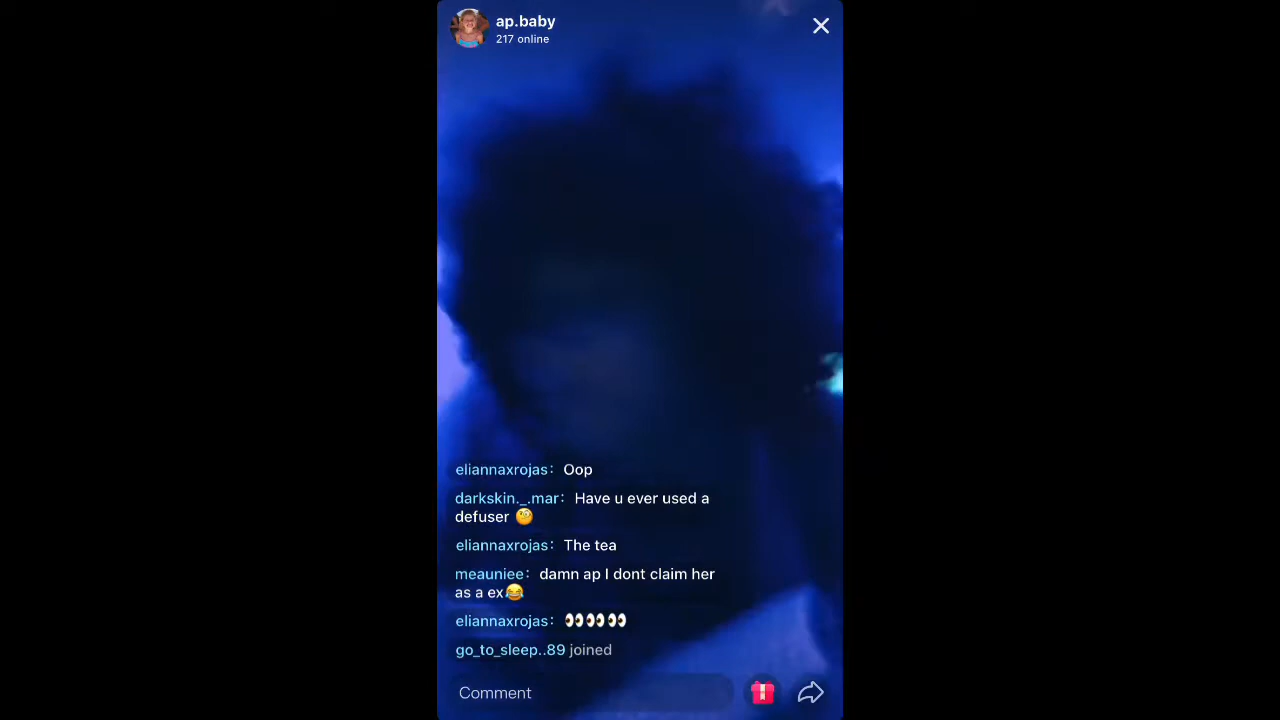 ap.baby
217 online
eliannaxrojas: Oop
darkskin._.mar: Have u ever used a
defuser 🧐
eliannaxrojas: The tea
meauniee: damn ap I dont claim her
as a ex😂
eliannaxrojas: 👀👀👀
go_to_sleep..89 joined
Comment